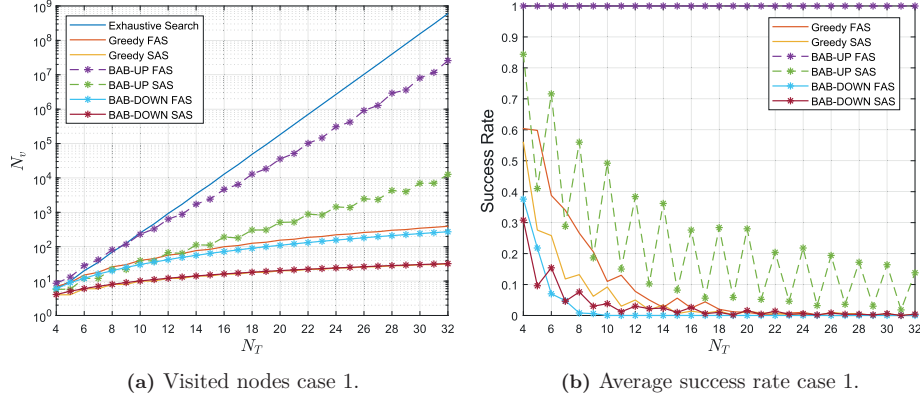 10^9
10^8
10^7
10^6
10^5
10^4
10^3
10^2
10^1
10^0
N_v
Exhaustive Search
Greedy FAS
Greedy SAS
BAB-UP FAS
BAB-UP SAS
BAB-DOWN FAS
BAB-DOWN SAS
4 6 8 10 12 14 16 18 20 22 24 26 28 30 32
N_T
(a) Visited nodes case 1.
1
0.9
0.8
0.7
0.6
0.5
0.4
0.3
0.2
0.1
0
Success Rate
Greedy FAS
Greedy SAS
BAB-UP FAS
BAB-UP SAS
BAB-DOWN FAS
BAB-DOWN SAS
4 6 8 10 12 14 16 18 20 22 24 26 28 30 32
N_T
(b) Average success rate case 1.